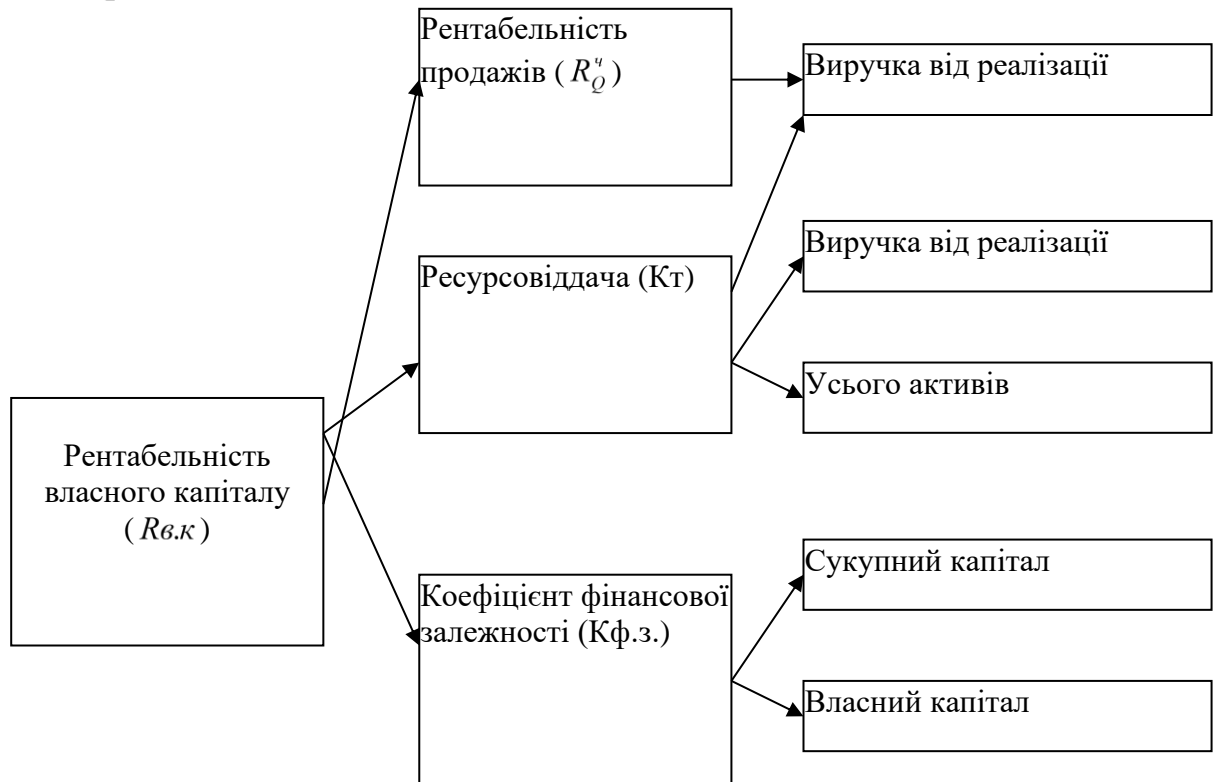 Рентабельність
продажів ( R_Q^ч )
Виручка від реалізації
Ресурсовіддача (Кт)
Виручка від реалізації
Усього активів
Рентабельність
власного капіталу
( Rв.к )
Коефіцієнт фінансової
залежності (Кф.з.)
Сукупний капітал
Власний капітал